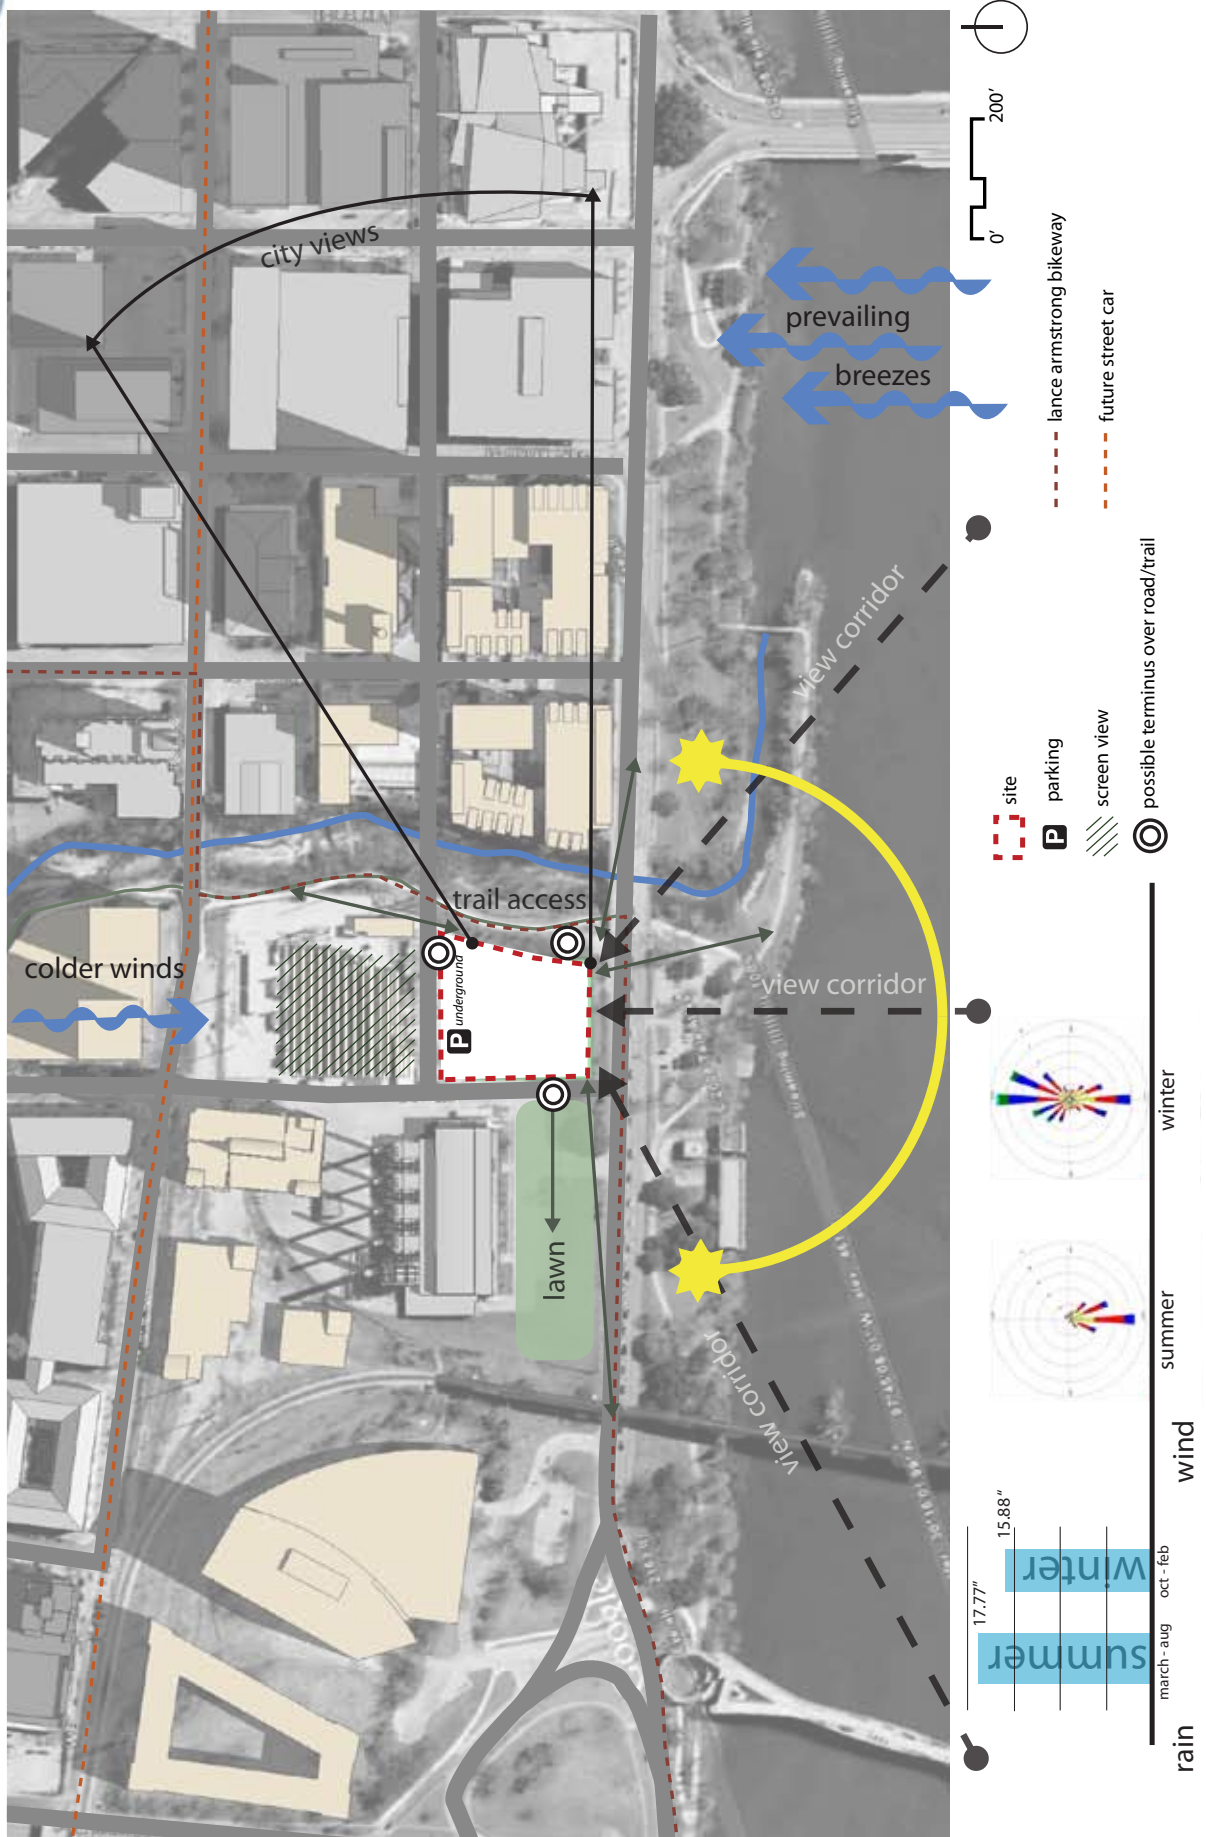 city views
prevailing
breezes
view corridor
trail access
colder winds
P
underground
view corridor
lawn
view corridor
0'
200'
lance armstrong bikeway
future street car
site
P
parking
screen view
possible terminus over road/trail
rain
17.77"
15.88"
summer
winter
march - aug
oct - feb
wind
summer
winter